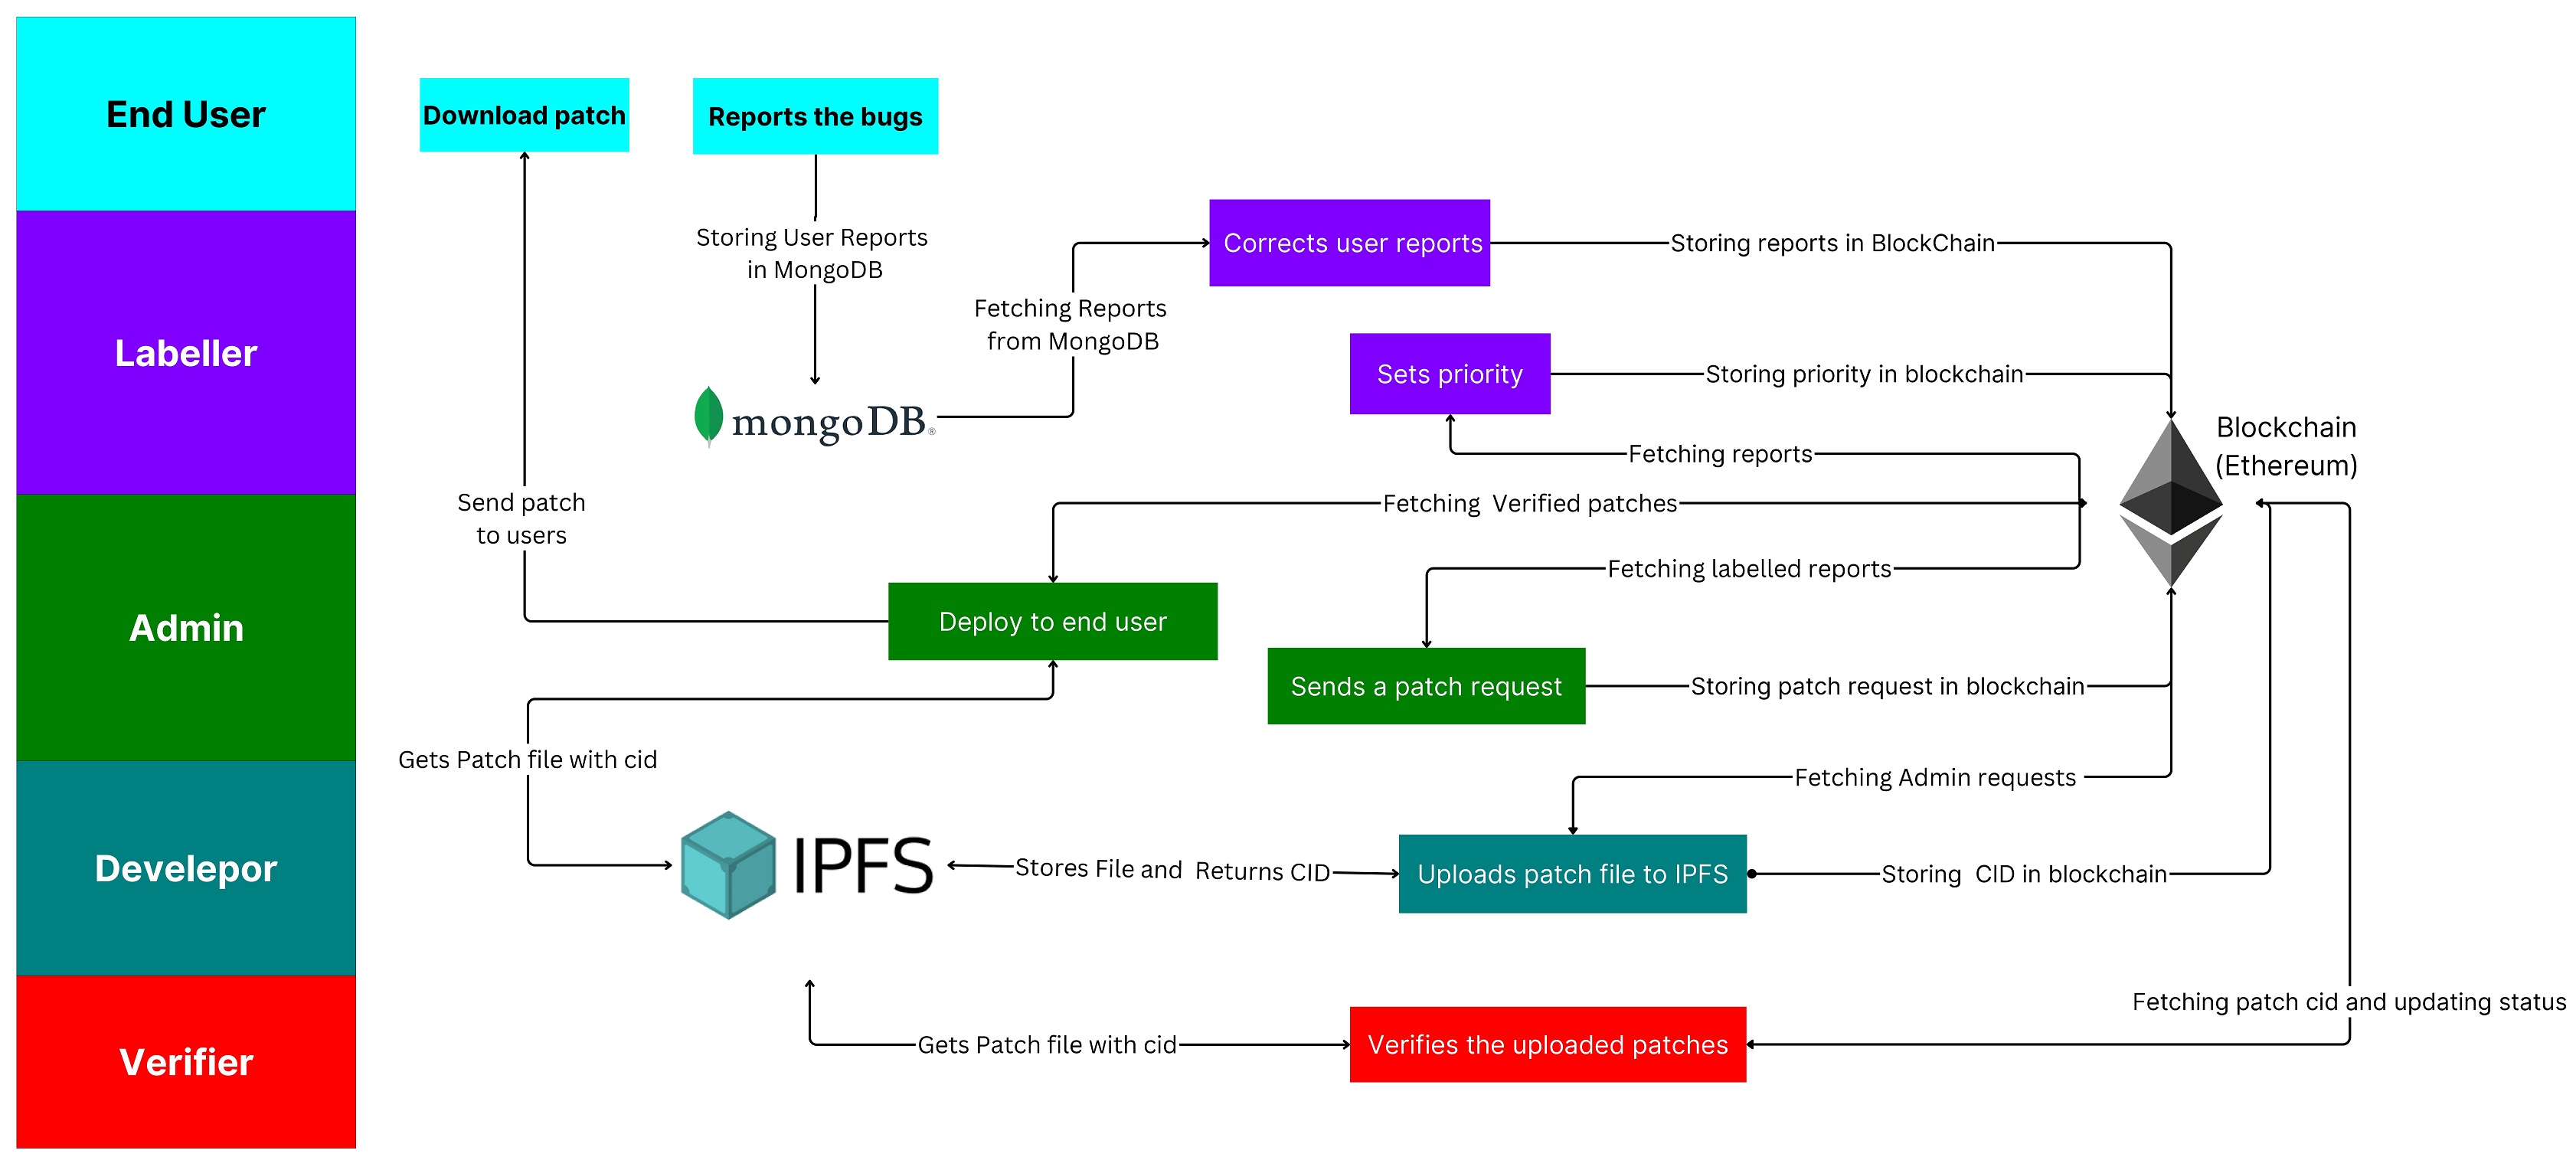 End User
Download patch
Reports the bugs
Storing User Reports
in MongoDB
Labeller
Corrects user reports
Storing reports in BlockChain
Fetching Reports
from MongoDB
Sets priority
Storing priority in blockchain
mongoDB®
Blockchain
(Ethereum)
Fetching reports
Send patch
to users
Fetching Verified patches
Fetching labelled reports
Admin
Deploy to end user
Sends a patch request
Storing patch request in blockchain
Gets Patch file with cid
Fetching Admin requests
Develepor
IPFS
Stores File and Returns CID
Uploads patch file to IPFS
Storing CID in blockchain
Fetching patch cid and updating status
Verifier
Gets Patch file with cid
Verifies the uploaded patches